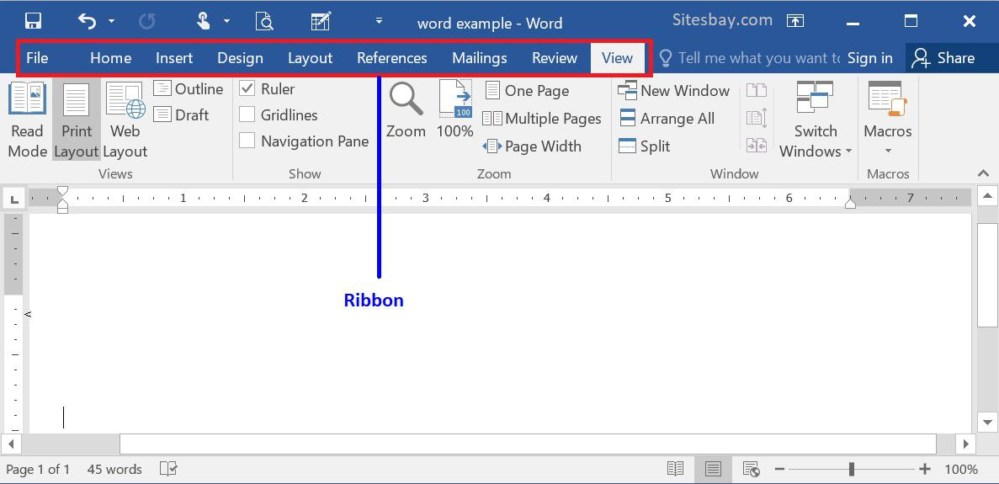 word example - Word
Sitesbay.com
File Home Insert Design Layout References Mailings Review View Tell me what you want to Sign in Share
Read Mode
Print Layout
Web Layout
Outline
Draft
Views
Ruler
Gridlines
Navigation Pane
Show
Zoom
100
100%
One Page
Multiple Pages
Page Width
Zoom
New Window
Arrange All
Split
Switch Windows
Window
Macros
Macros
L
1 2 3 4 5 6 7
Ribbon
Page 1 of 1 45 words 100%